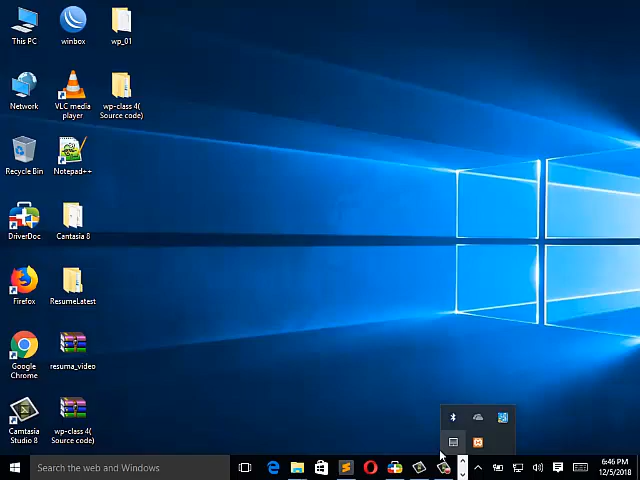 This PC
winbox
wp_01
Network
VLC media
player
wp-class 4(
Source code)
Recycle Bin
Notepad++
DriverDoc
Camtasia 8
Firefox
ResumeLatest
Google
Chrome
resuma_video
Camtasia
Studio 8
wp-class 4(
Source code)
Search the web and Windows
6:46 PM
12/5/2018